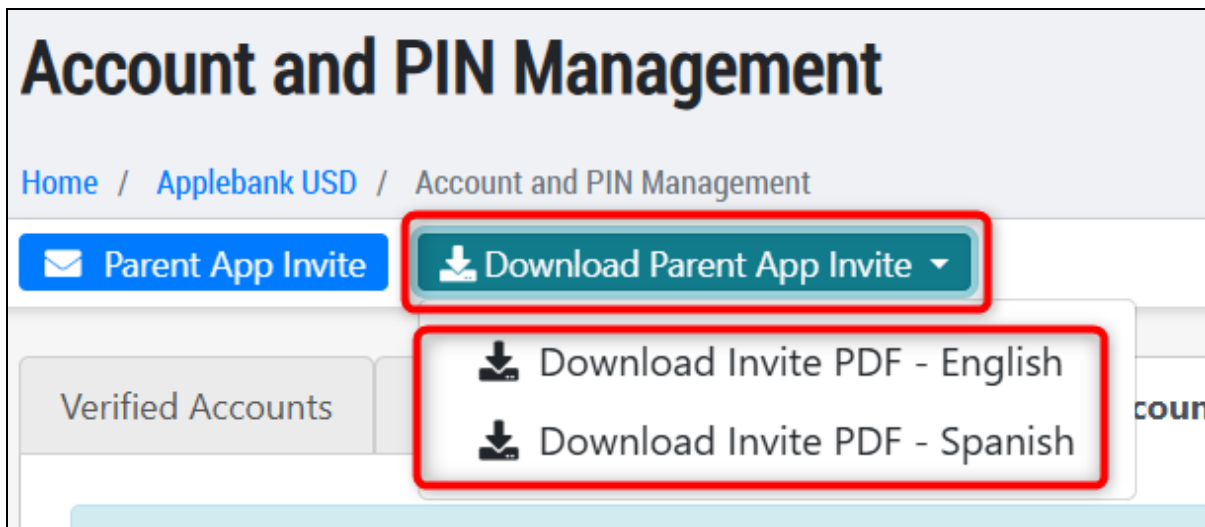 Account and PIN Management
Home / Applebank USD / Account and PIN Management
Parent App Invite
Download Parent App Invite
Download Invite PDF - English
Verified Accounts
Download Invite PDF - Spanish